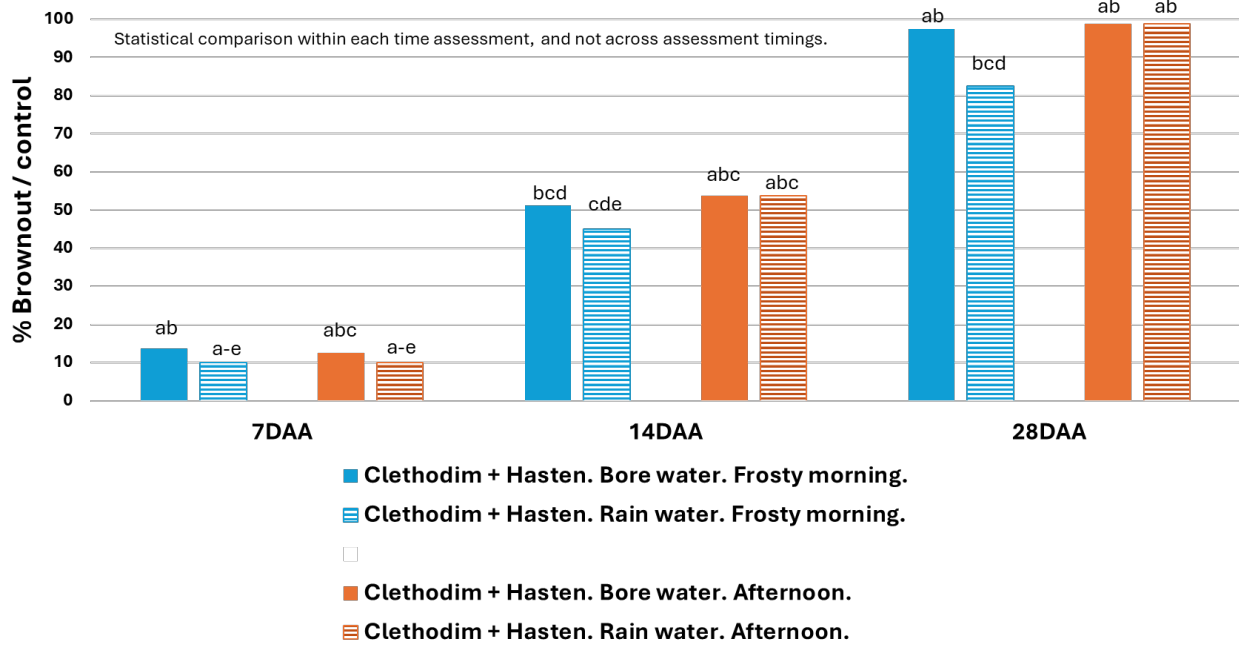 100
90
80
70
60
50
40
30
20
10
0
% Brownout / control
Statistical comparison within each time assessment, and not across assessment timings.
ab
a-e
abc
a-e
bcd
cde
abc
abc
ab
bcd
ab
ab
7DAA
14DAA
28DAA
Clethodim + Hasten. Bore water. Frosty morning.
Clethodim + Hasten. Rain water. Frosty morning.
Clethodim + Hasten. Bore water. Afternoon.
Clethodim + Hasten. Rain water. Afternoon.